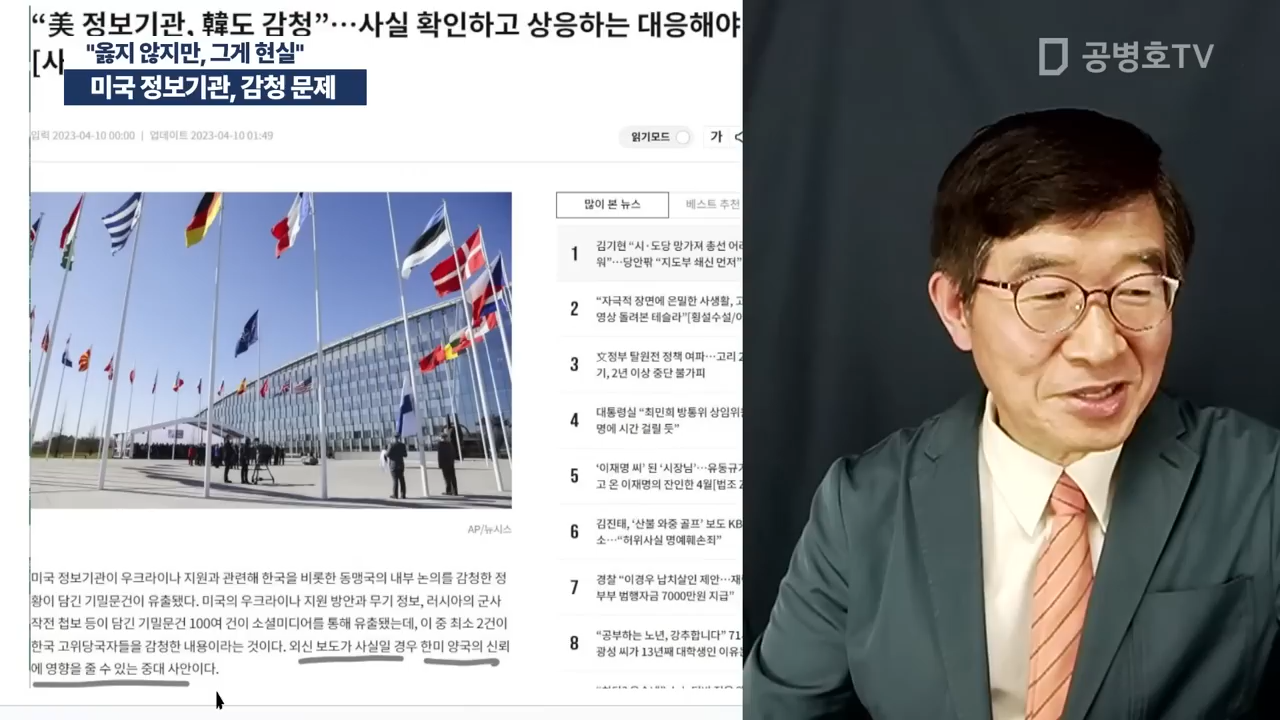 “美 정보기관, 韓도 감청”…사실 확인하고 상응하는 대응해야
[사
"옳지 않지만, 그게 현실"
미국 정보기관, 감청 문제
공병호TV
입력 2023-04-10 00:00 | 업데이트 2023-04-10 01:49
읽기모드
가
많이 본 뉴스
베스트 추천
1
김기현 “시·도당 망가져 총선 어려
워”…당안팎 “지도부 쇄신 먼저”
2
“자극적 장면에 은밀한 사생활, 고
영상 돌려본 테슬라”[횡설수설/이
3
文정부 탈원전 정책 여파…고리 2
기, 2년 이상 중단 불가피
4
대통령실 “최민희 방통위 상임위원
명에 시간 걸릴 듯”
5
‘이재명 씨’ 된 ‘시장님’…유동규가
고 온 이재명의 잔인한 4월[법조 2
6
김진태, ‘산불 와중 골프’ 보도 KB
소…“허위사실 명예훼손죄”
7
경찰 “이경우 납치살인 제안…재
부부 범행자금 7000만원 지급”
8
“공부하는 노년, 강추합니다” 71
광성 씨가 13년째 대학생인 이유
AP/뉴시스
미국 정보기관이 우크라이나 지원과 관련해 한국을 비롯한 동맹국의 내부 논의를 감청한 정
황이 담긴 기밀문건이 유출됐다. 미국의 우크라이나 지원 방안과 무기 정보, 러시아의 군사
작전 첩보 등이 담긴 기밀문건 100여 건이 소셜미디어를 통해 유출됐는데, 이 중 최소 2건이
한국 고위당국자들을 감청한 내용이라는 것이다. 외신 보도가 사실일 경우 한미 양국의 신뢰
에 영향을 줄 수 있는 중대 사안이다.